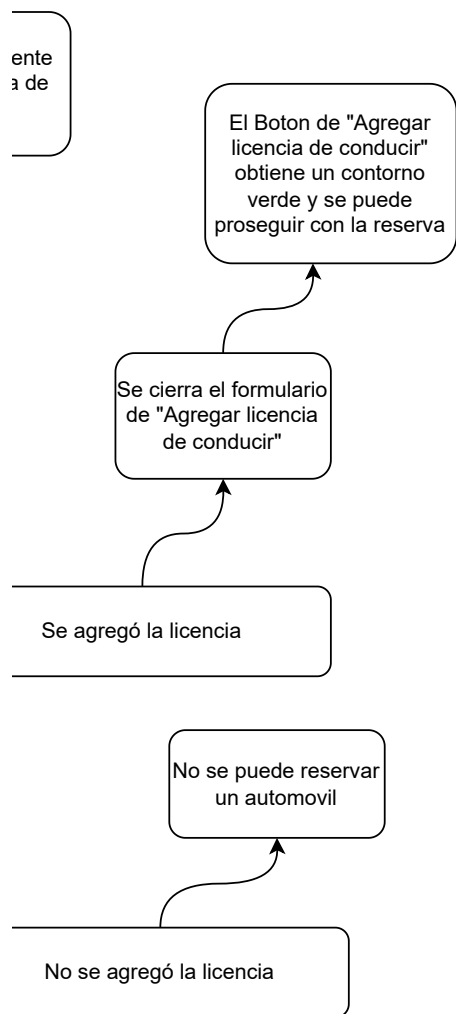 ente
a de
El Boton de "Agregar
licencia de conducir"
obtiene un contorno
verde y se puede
proseguir con la reserva
Se cierra el formulario
de "Agregar licencia
de conducir"
Se agregó la licencia
No se puede reservar
un automovil
No se agregó la licencia